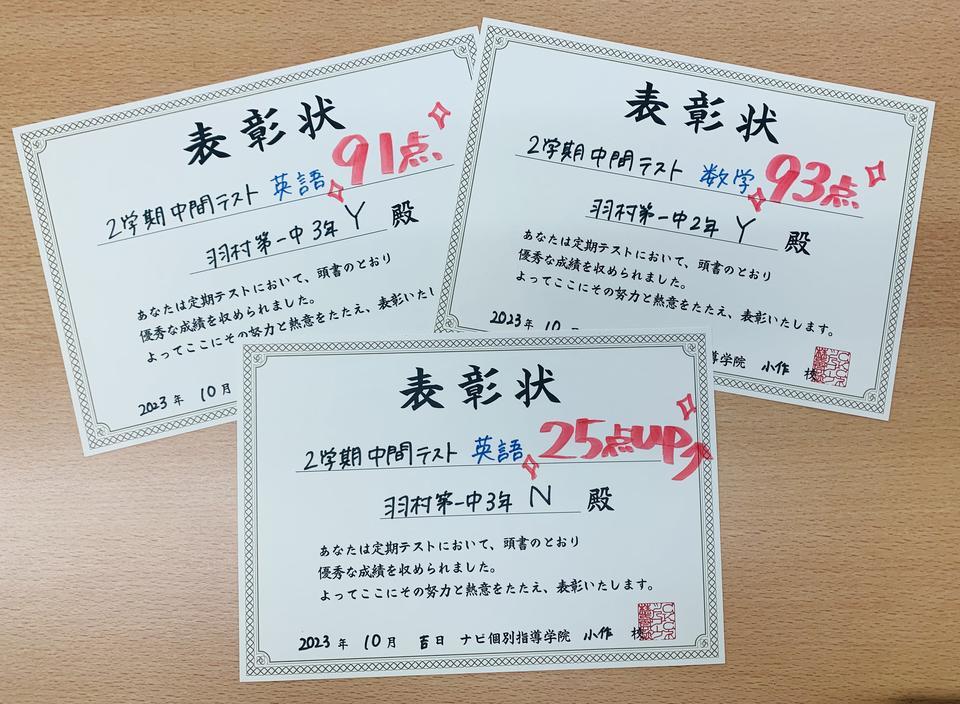 表彰状
2学期中間テスト 英語 91点
羽村第一中3年 Y 殿
あなたは定期テストにおいて、頭書のとおり
優秀な成績を収められました。
よってここにその努力と熱意をたたえ、表彰いた
2023 年 10 月
表彰状
2学期中間テスト 数学 93点
羽村第一中2年 Y 殿
あなたは定期テストにおいて、頭書のとおり
優秀な成績を収められました。
よってここにその努力と熱意をたたえ、表彰いたします。
2023 年 10 導学院 小作 校
表彰状
2学期中間テスト 英語 25点UP
羽村第一中3年 N 殿
あなたは定期テストにおいて、頭書のとおり
優秀な成績を収められました。
よってここにその努力と熱意をたたえ、表彰いたします。
2023 年 10 月 吉日 ナビ個別指導学院 小作 校